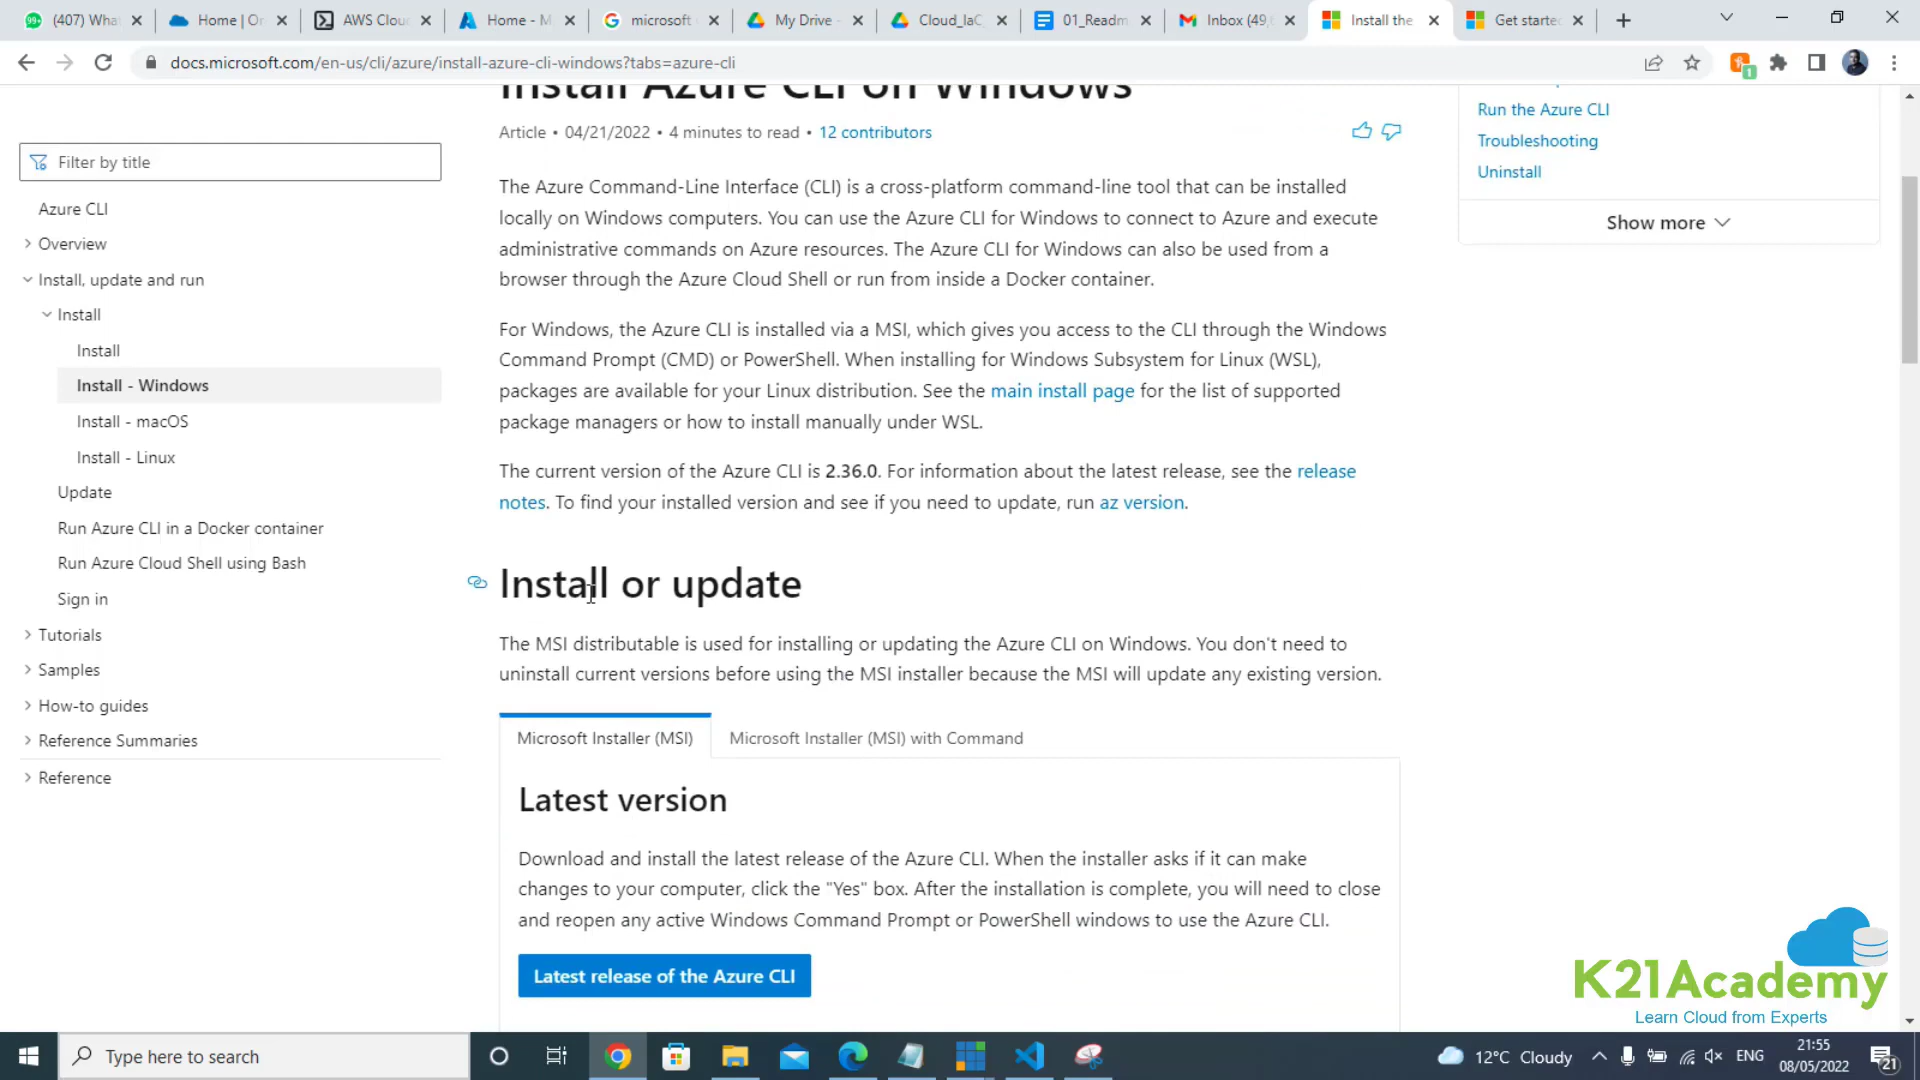 (407) What
Home | Or
AWS Clou
Home - M
microsoft
My Drive -
Cloud_IaC_
01_Readm
Inbox (49,
Install the
Get started
docs.microsoft.com/en-us/cli/azure/install-azure-cli-windows?tabs=azure-cli
Filter by title
Azure CLI
Overview
Install, update and run
Install
Install
Install - Windows
Install - macOS
Install - Linux
Update
Run Azure CLI in a Docker container
Run Azure Cloud Shell using Bash
Sign in
Tutorials
Samples
How-to guides
Reference Summaries
Reference
Install Azure CLI on Windows
Article • 04/21/2022 • 4 minutes to read • 12 contributors
The Azure Command-Line Interface (CLI) is a cross-platform command-line tool that can be installed
locally on Windows computers. You can use the Azure CLI for Windows to connect to Azure and execute
administrative commands on Azure resources. The Azure CLI for Windows can also be used from a
browser through the Azure Cloud Shell or run from inside a Docker container.
For Windows, the Azure CLI is installed via a MSI, which gives you access to the CLI through the Windows
Command Prompt (CMD) or PowerShell. When installing for Windows Subsystem for Linux (WSL),
packages are available for your Linux distribution. See the main install page for the list of supported
package managers or how to install manually under WSL.
The current version of the Azure CLI is 2.36.0. For information about the latest release, see the release
notes. To find your installed version and see if you need to update, run az version.
Install or update
The MSI distributable is used for installing or updating the Azure CLI on Windows. You don't need to
uninstall current versions before using the MSI installer because the MSI will update any existing version.
Microsoft Installer (MSI)
Microsoft Installer (MSI) with Command
Latest version
Download and install the latest release of the Azure CLI. When the installer asks if it can make
changes to your computer, click the "Yes" box. After the installation is complete, you will need to close
and reopen any active Windows Command Prompt or PowerShell windows to use the Azure CLI.
Latest release of the Azure CLI
Run the Azure CLI
Troubleshooting
Uninstall
Show more
K21Academy
Learn Cloud from Experts
Type here to search
12°C Cloudy
ENG
21:55
08/05/2022
21